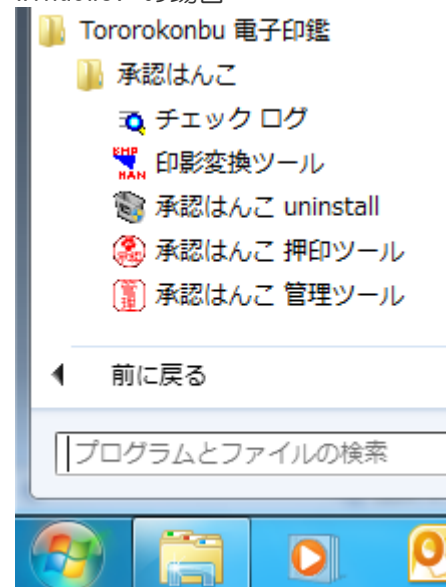 Tororokonbu 電子印鑑
承認はんこ
チェック ログ
印影変換ツール
承認はんこ uninstall
承認はんこ 押印ツール
承認はんこ 管理ツール
前に戻る
プログラムとファイルの検索